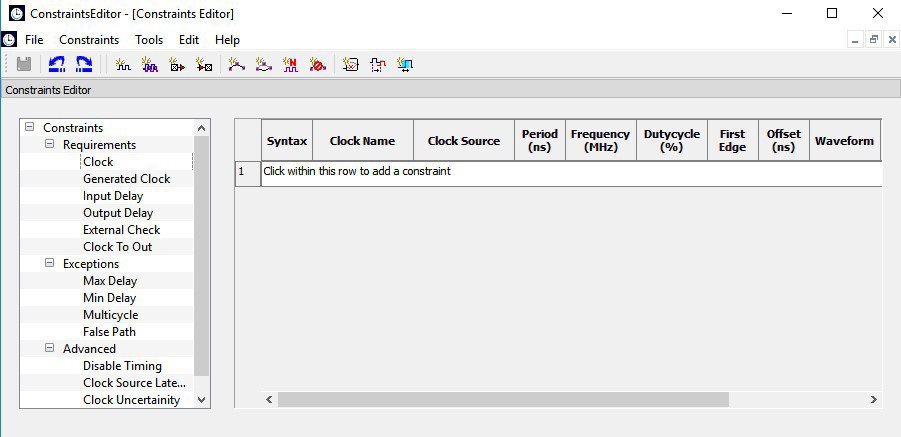 ConstraintsEditor - [Constraints Editor]
File Constraints Tools Edit Help
Constraints Editor
Constraints
Requirements
Clock
Generated Clock
Input Delay
Output Delay
External Check
Clock To Out
Exceptions
Max Delay
Min Delay
Multicycle
False Path
Advanced
Disable Timing
Clock Source Late...
Clock Uncertainity
Syntax Clock Name Clock Source Period (ns) Frequency (MHz) Dutycycle (%) First Edge Offset (ns) Waveform
1 Click within this row to add a constraint